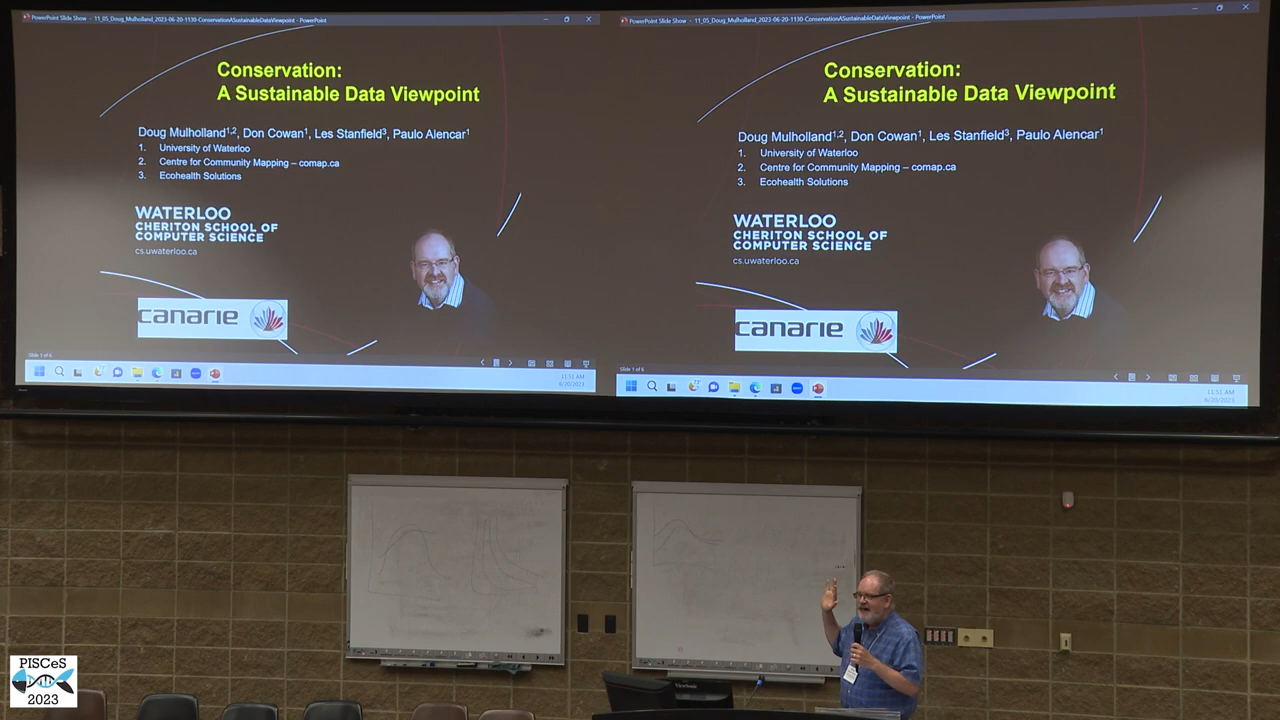 PowerPoint Slide Show - 11_05_Doug_Mulholland_2023-06-20-1130-ConservationASustainableDataViewpoint - PowerPoint
Conservation:
A Sustainable Data Viewpoint
Doug Mulholland1,2, Don Cowan1, Les Stanfield3, Paulo Alencar1
1. University of Waterloo
2. Centre for Community Mapping – comap.ca
3. Ecohealth Solutions
WATERLOO
CHERITON SCHOOL OF
COMPUTER SCIENCE
cs.uwaterloo.ca
canarie
Slide 1 of 6
11:51 AM
6/20/2023
PowerPoint Slide Show - 11_05_Doug_Mulholland_2023-06-20-1130-ConservationASustainableDataViewpoint - PowerPoint
Conservation:
A Sustainable Data Viewpoint
Doug Mulholland1,2, Don Cowan1, Les Stanfield3, Paulo Alencar1
1. University of Waterloo
2. Centre for Community Mapping – comap.ca
3. Ecohealth Solutions
WATERLOO
CHERITON SCHOOL OF
COMPUTER SCIENCE
cs.uwaterloo.ca
canarie
Slide 1 of 6
11:51 AM
6/20/2023
ViewSonic
PISCeS
2023